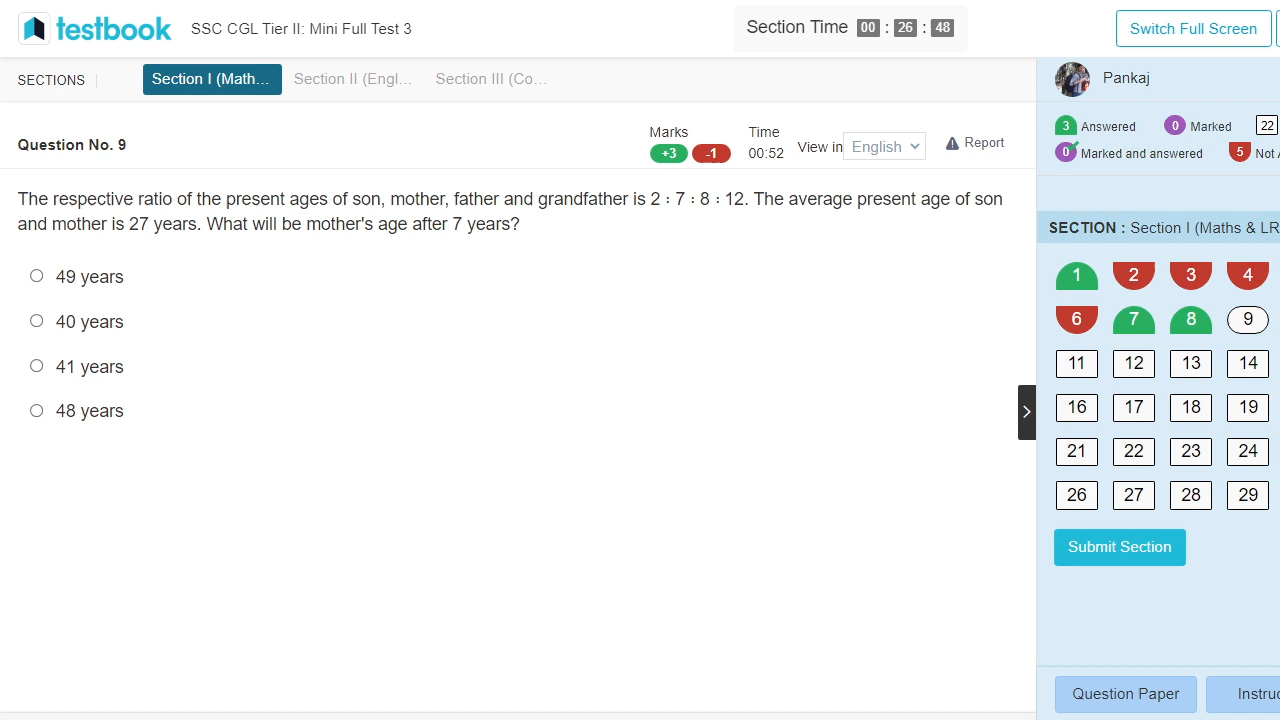 testbook SSC CGL Tier II: Mini Full Test 3 Section Time 00 : 26 : 48 Switch Full Screen
SECTIONS Section I (Math... Section II (Engl... Section III (Co... Pankaj
3 Answered 0 Marked 22
0 Marked and answered 5 Not
Question No. 9 Marks +3 -1 Time 00:52 View in English Report
The respective ratio of the present ages of son, mother, father and grandfather is 2 : 7 : 8 : 12. The average present age of son
and mother is 27 years. What will be mother's age after 7 years?
49 years
40 years
41 years
48 years
SECTION : Section I (Maths & LR
1 2 3 4
6 7 8 9
11 12 13 14
16 17 18 19
21 22 23 24
26 27 28 29
Submit Section
Question Paper Instruc